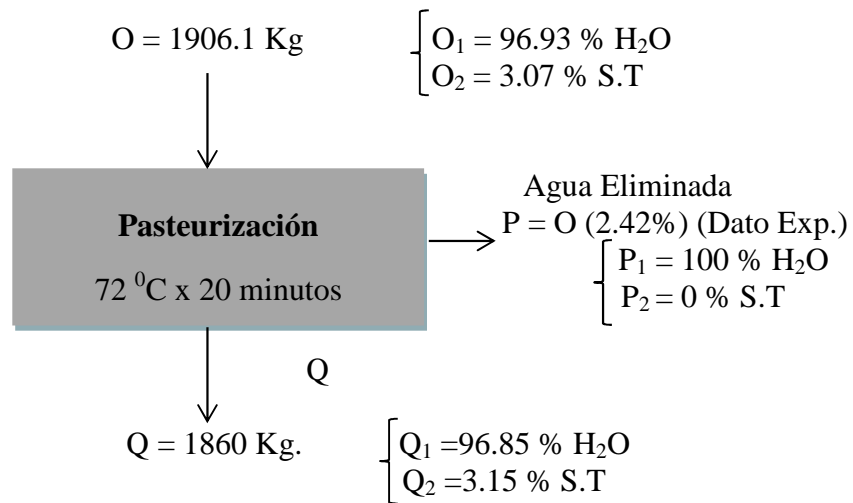 O = 1906.1 Kg
O₁ = 96.93 % H₂O
O₂ = 3.07 % S.T
Pasteurización
72 ⁰C x 20 minutos
Agua Eliminada
P = O (2.42%) (Dato Exp.)
P₁ = 100 % H₂O
P₂ = 0 % S.T
Q
Q = 1860 Kg.
Q₁ =96.85 % H₂O
Q₂ =3.15 % S.T